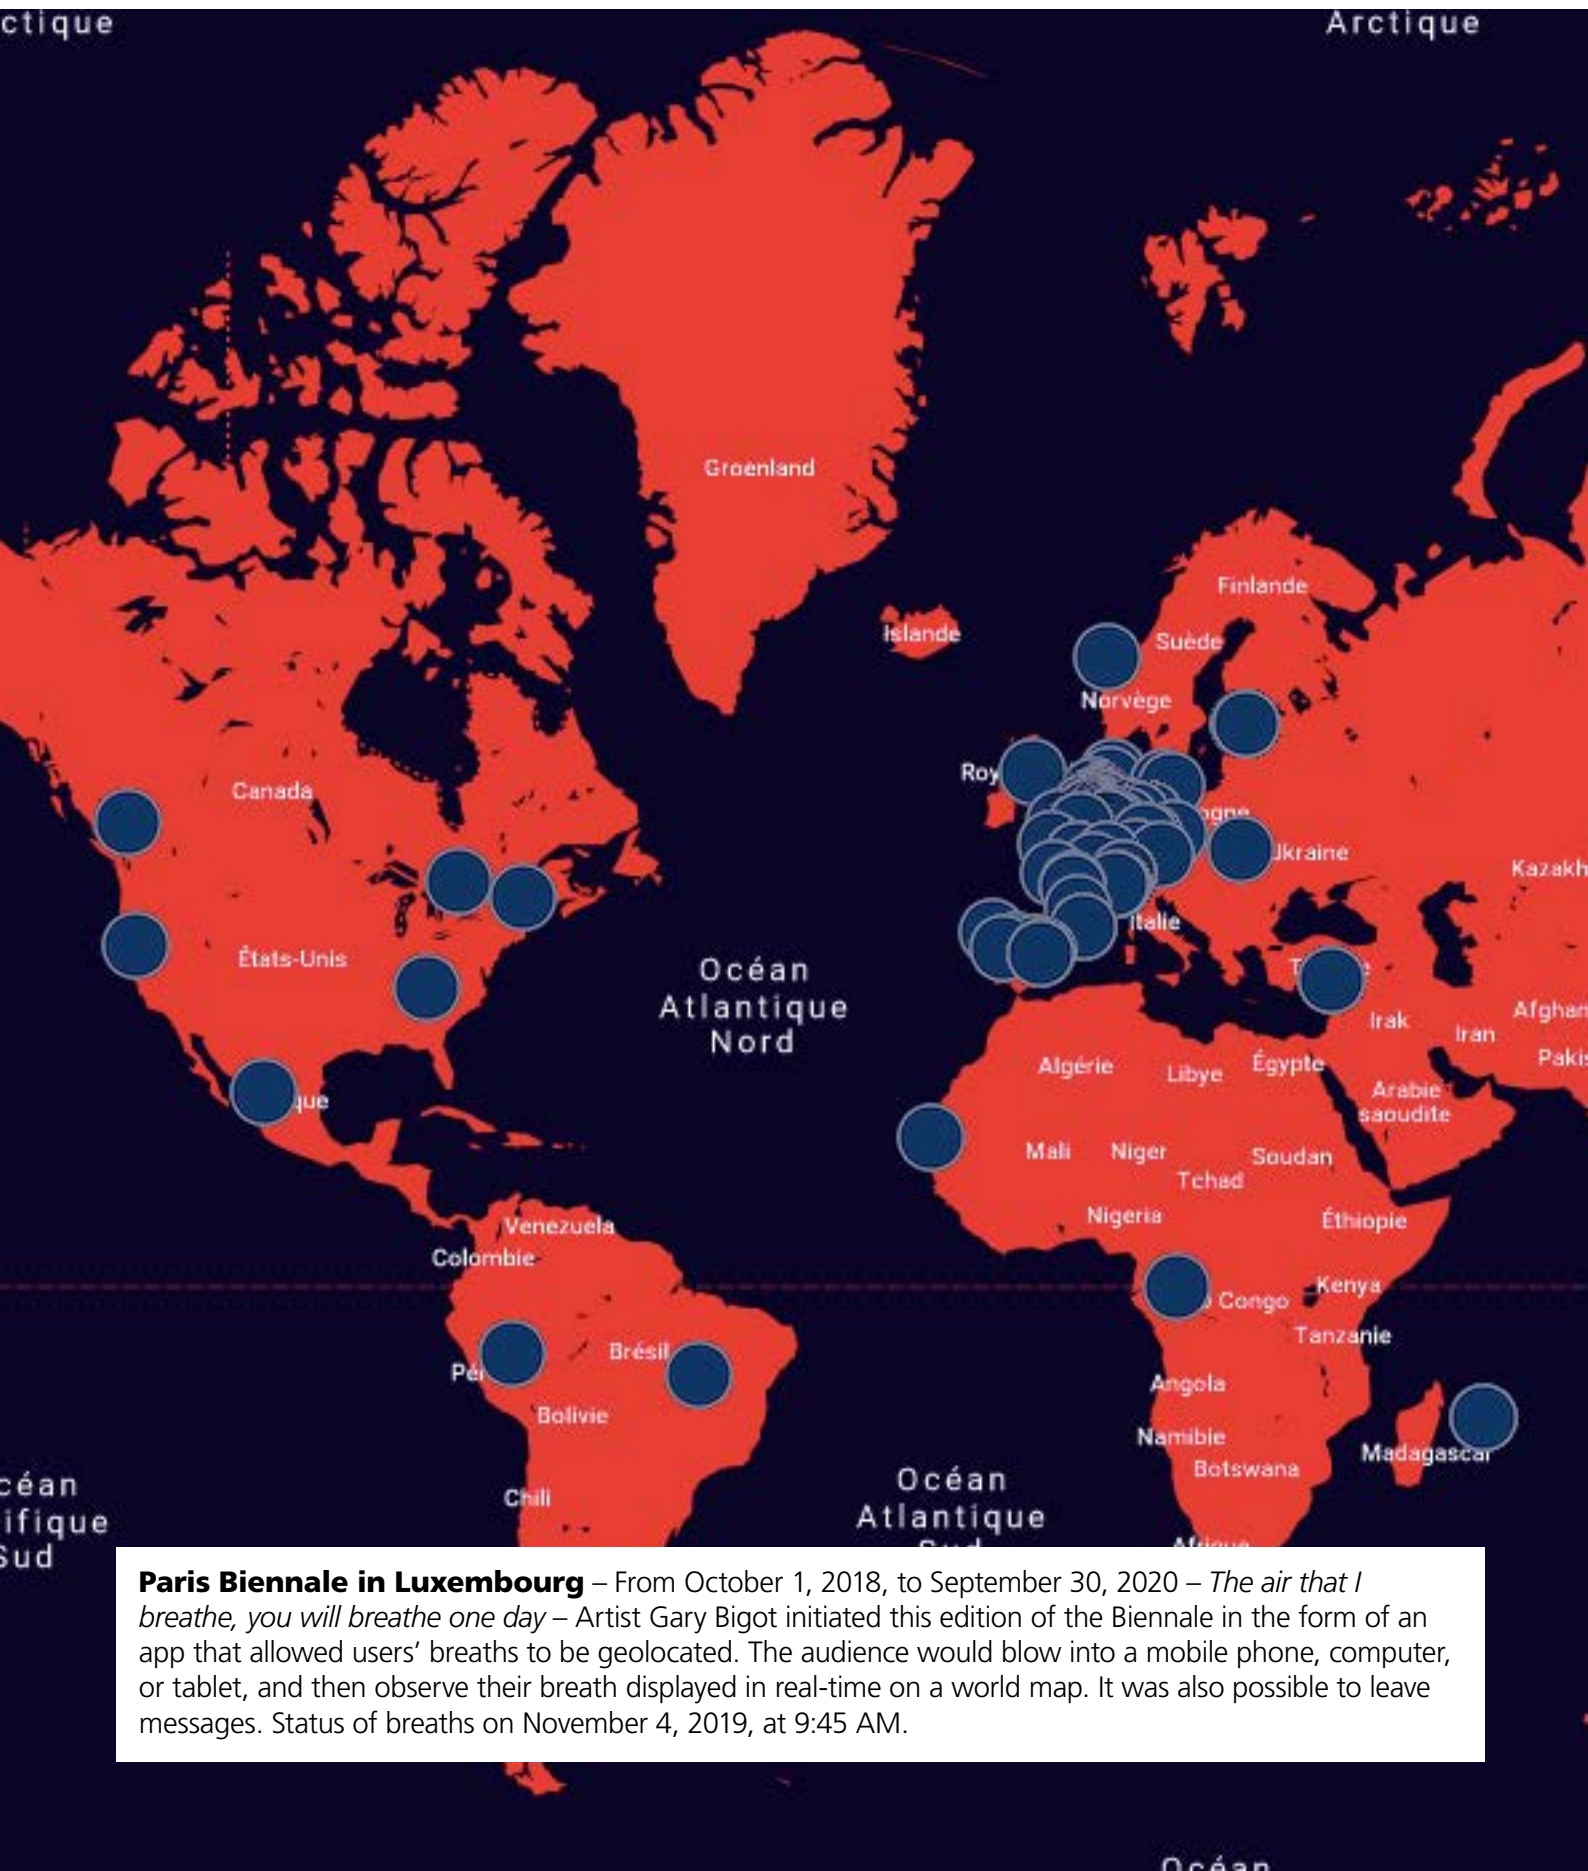 ctique
Arctique
Groenland
Finlande
Islande
Suède
Norvège
Roy
Canada
ogne
Ukraine
Kazakh
Italie
États-Unis
Océan
Atlantique
Nord
Irak
Iran
Afghan
Pakis
Algérie
Libye
Égypte
Arabie
saoudite
que
Mali
Niger
Soudan
Tchad
Nigeria
Éthiopie
Venezuela
Colombie
Kenya
Congo
Tanzanie
Brésil
Pér
Angola
Bolivie
Namibie
Madagascar
Botswana
céan
ifique
Sud
Chili
Océan
Atlantique
Sud
Afrique
Paris Biennale in Luxembourg – From October 1, 2018, to September 30, 2020 – The air that I
breathe, you will breathe one day – Artist Gary Bigot initiated this edition of the Biennale in the form of an
app that allowed users’ breaths to be geolocated. The audience would blow into a mobile phone, computer,
or tablet, and then observe their breath displayed in real-time on a world map. It was also possible to leave
messages. Status of breaths on November 4, 2019, at 9:45 AM.
Océan